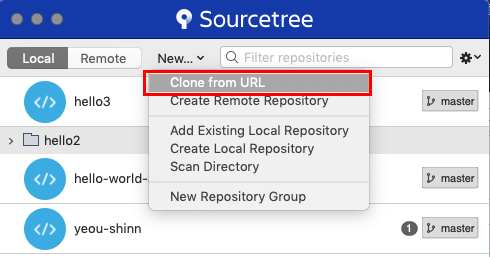 Sourcetree
Local Remote New... Filter repositories
Clone from URL
hello3 Create Remote Repository master
Add Existing Local Repository
hello2 Create Local Repository
Scan Directory
hello-world- master
New Repository Group
yeou-shinn 1 master